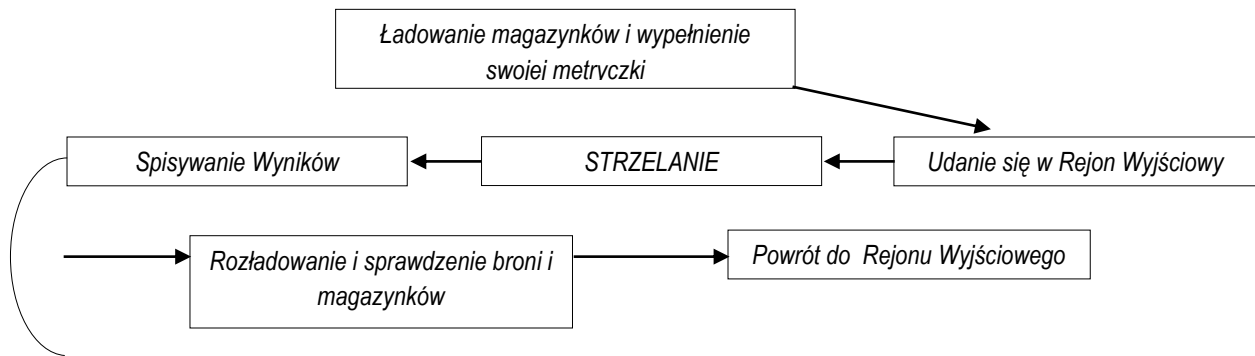 Ładowanie magazynków i wypełnienie
swojej metryczki
Spisywanie Wyników
STRZELANIE
Udanie się w Rejon Wyjściowy
Rozładowanie i sprawdzenie broni i
magazynków
Powrót do Rejonu Wyjściowego